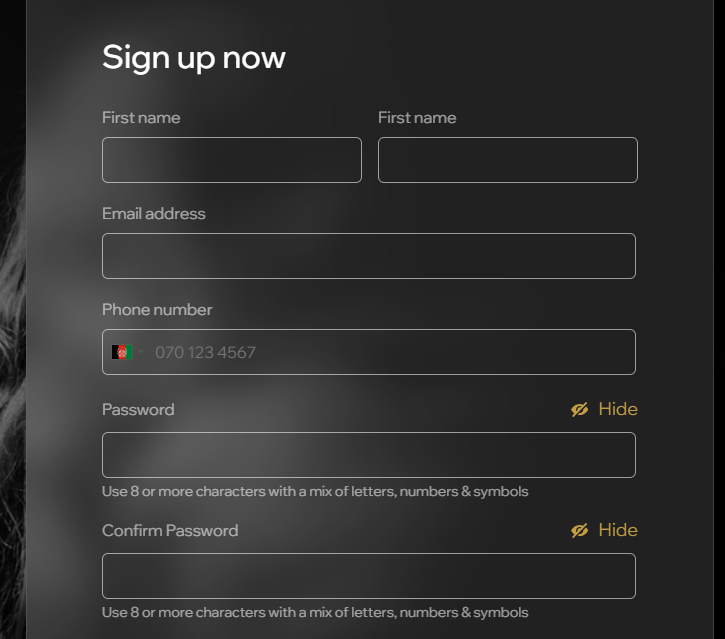 Sign up now
First name First name
Email address
Phone number
070 123 4567
Password Hide
Use 8 or more characters with a mix of letters, numbers & symbols
Confirm Password Hide
Use 8 or more characters with a mix of letters, numbers & symbols